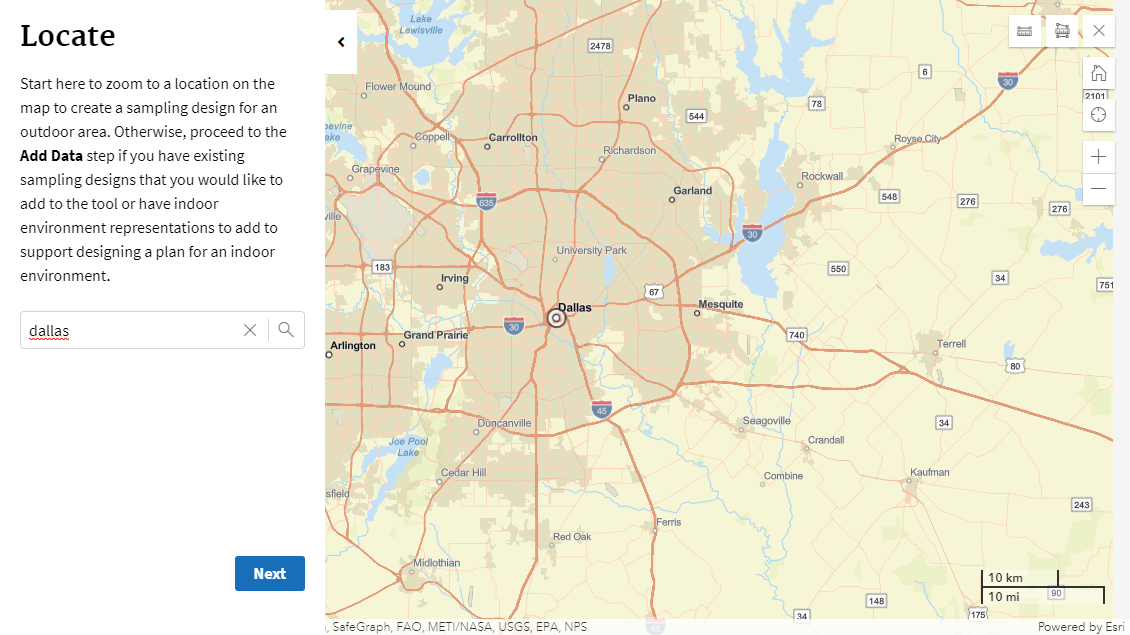 Locate
Start here to zoom to a location on the
map to create a sampling design for an
outdoor area. Otherwise, proceed to the
Add Data step if you have existing
sampling designs that you would like to
add to the tool or have indoor
environment representations to add to
support designing a plan for an indoor
environment.
dallas
Next
Lake
Lewisville
2478
6
30
Flower Mound
Plano
78
2101
544
Coppell
Carrollton
Royse City
Richardson
Grapevine
Rockwall
Garland
548
276
276
635
30
ville
University Park
183
550
34
Irving
67
751
Dallas
Mesquite
30
Grand Prairie
740
Arlington
Terrell
80
45
Duncanville
Seagoville
34
Joe Pool
Lake
Crandall
Cedar Hill
Combine
Kaufman
sfield
243
Ferris
Red Oak
Midlothian
10 km
10 mi
90
148
34
175
45
, SafeGraph, FAO, METI/NASA, USGS, EPA, NPS
Powered by Esri